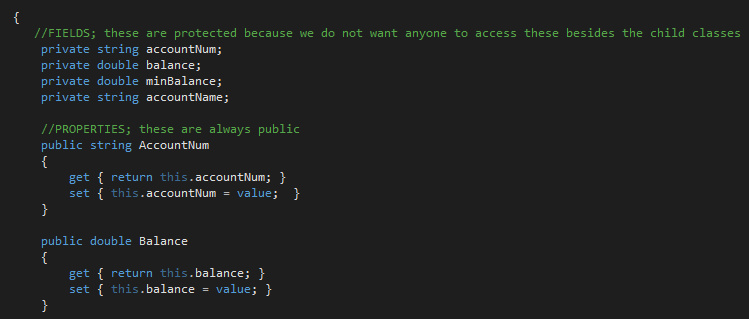 {
//FIELDS; these are protected because we do not want anyone to access these besides the child classes
private string accountNum;
private double balance;
private double minBalance;
private string accountName;
//PROPERTIES; these are always public
public string AccountNum
{
get { return this.accountNum; }
set { this.accountNum = value;  }
}
public double Balance
{
get { return this.balance; }
set { this.balance = value; }
}